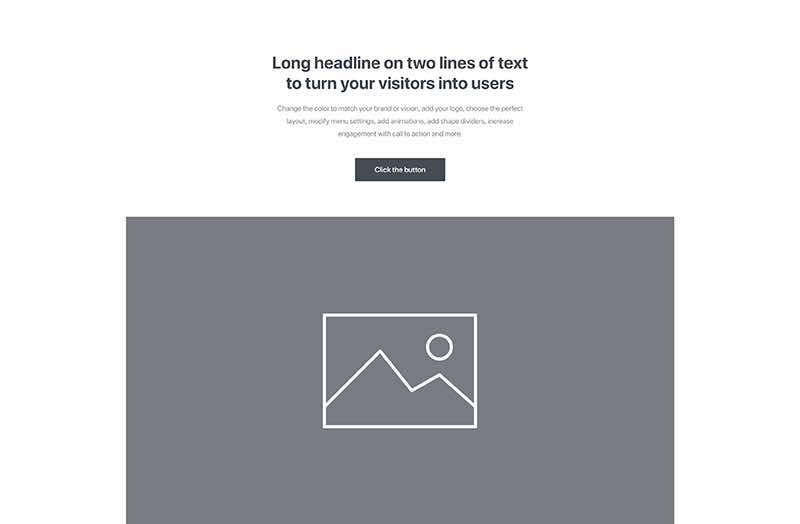 Long headline on two lines of text
to turn your visitors into users
Change the color to match your brand or vision, add your logo, choose the perfect
layout, modify menu settings, add animations, add shape dividers, increase
engagement with call to action and more.
Click the button